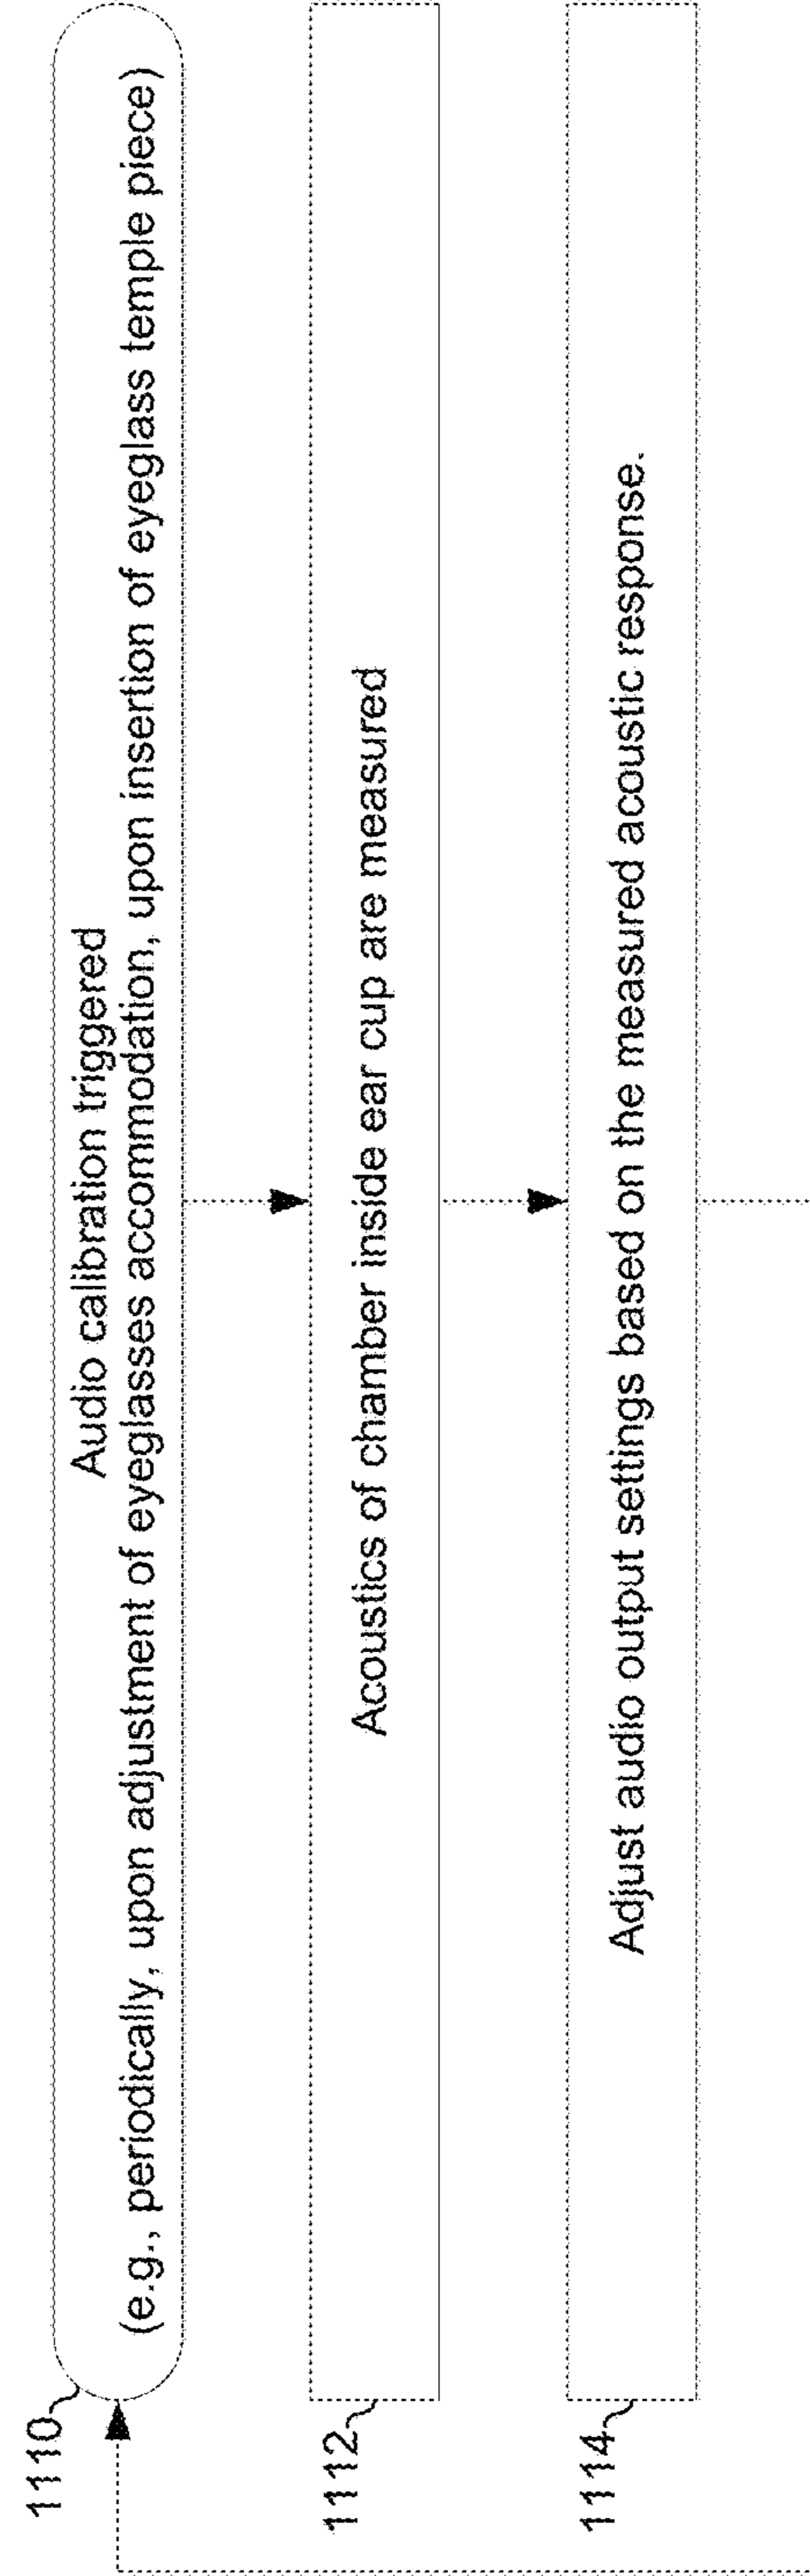 1110
Audio calibration triggered
(e.g., periodically, upon adjustment of eyeglasses accommodation, upon insertion of eyeglass temple piece)
1112
Acoustics of chamber inside ear cup are measured
1114
Adjust audio output settings based on the measured acoustic response.